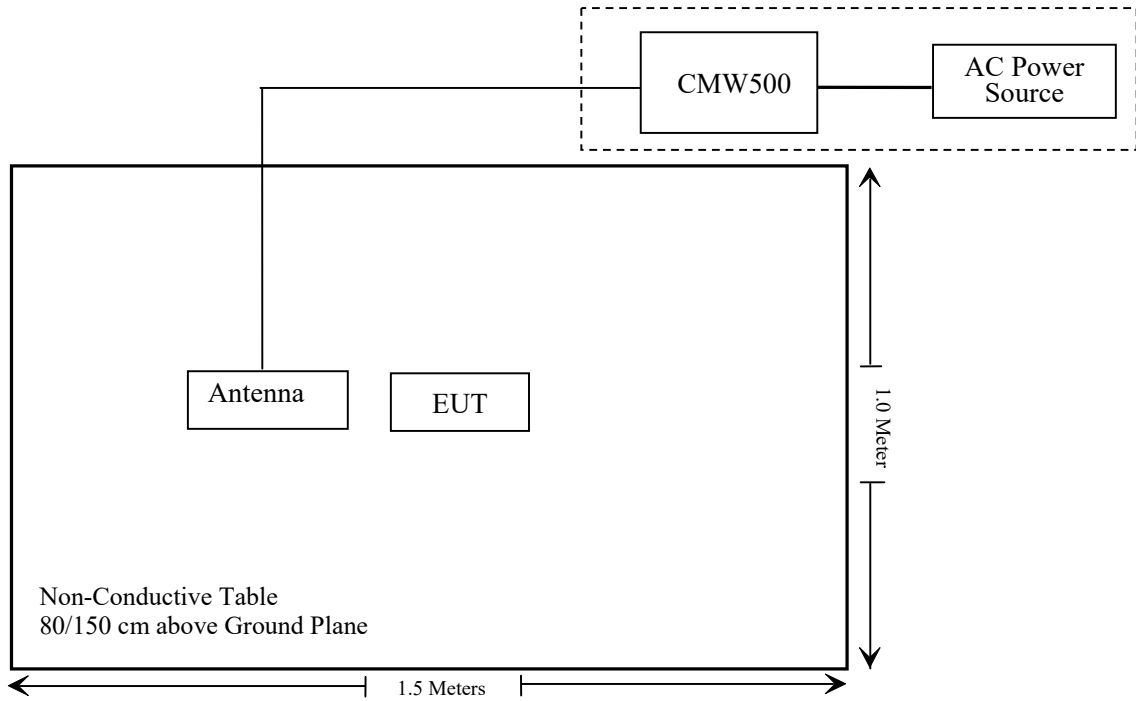 CMW500
AC Power
Source
Antenna
EUT
1.0 Meter
Non-Conductive Table
80/150 cm above Ground Plane
1.5 Meters